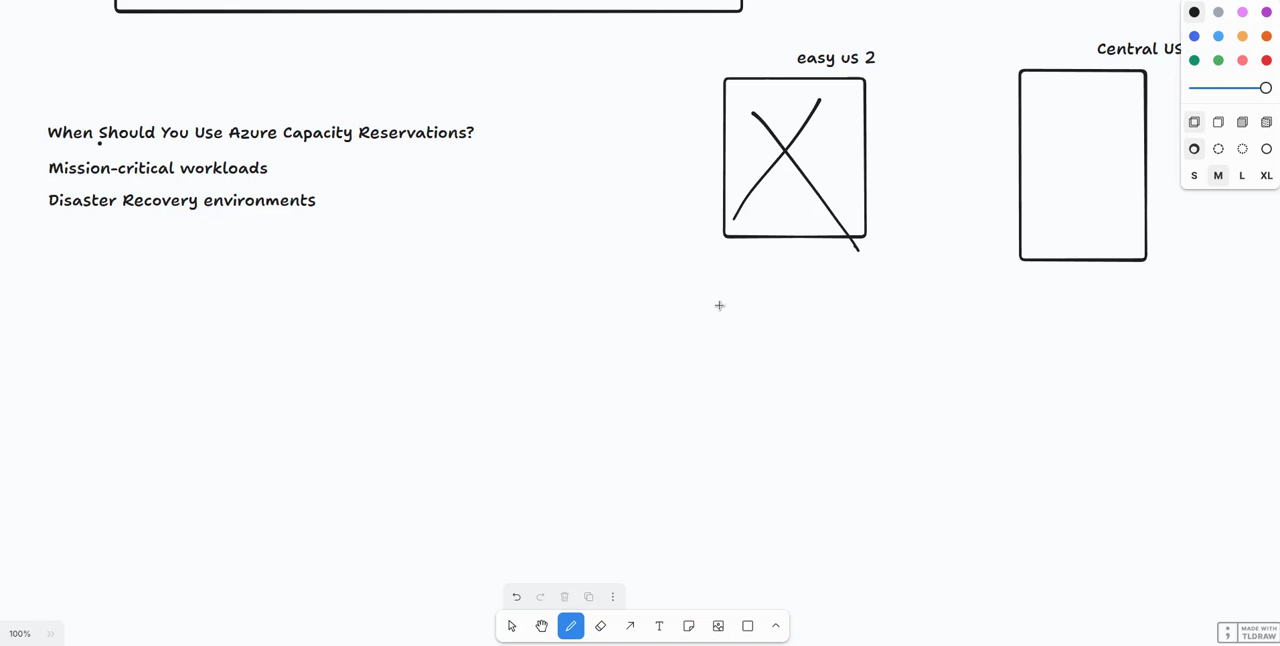 easy us 2
Central US
When Should You Use Azure Capacity Reservations?
Mission-critical workloads
Disaster Recovery environments
S M L XL
T
100%
MADE WITH
TLDRAW